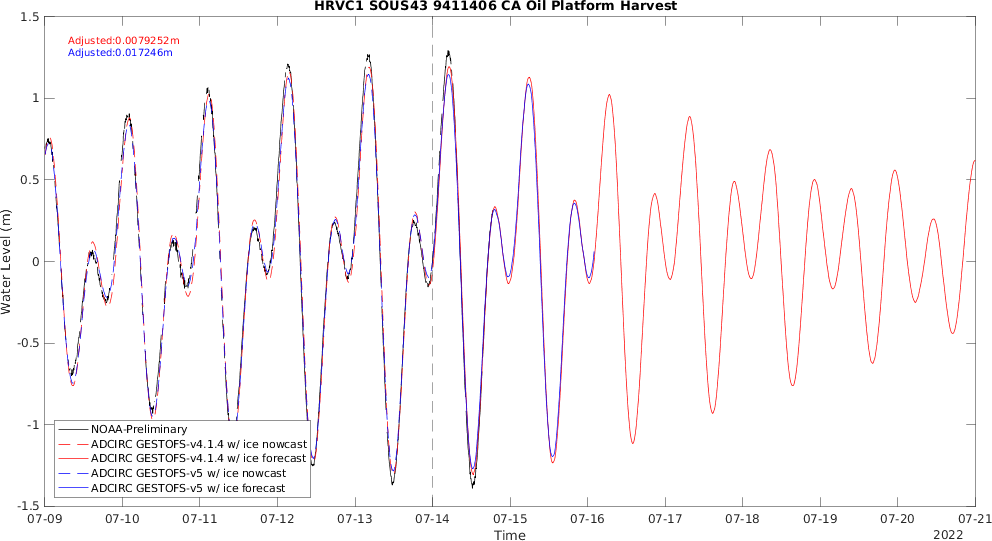 HRVC1 SOUS43 9411406 CA Oil Platform Harvest
Adjusted:0.0079252m
Adjusted:0.017246m
1.5
1
0.5
0
-0.5
-1
-1.5
Water Level (m)
NOAA-Preliminary
ADCIRC GESTOFS-v4.1.4 w/ ice nowcast
ADCIRC GESTOFS-v4.1.4 w/ ice forecast
ADCIRC GESTOFS-v5 w/ ice nowcast
ADCIRC GESTOFS-v5 w/ ice forecast
07-09 07-10 07-11 07-12 07-13 07-14 07-15 07-16 07-17 07-18 07-19 07-20 07-21
Time
2022